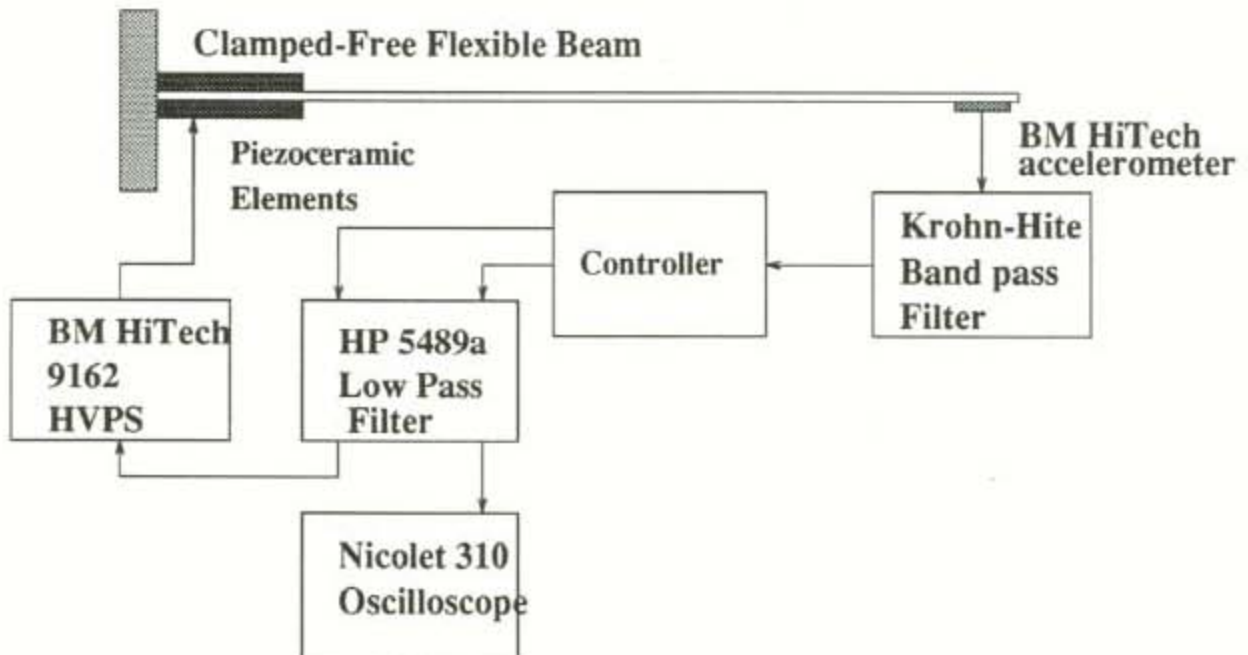 Clamped-Free Flexible Beam
Piezoceramic
Elements
BM HiTech
accelerometer
Krohn-Hite
Band pass
Filter
Controller
HP 5489a
Low Pass
Filter
BM HiTech
9162
HVPS
Nicolet 310
Oscilloscope